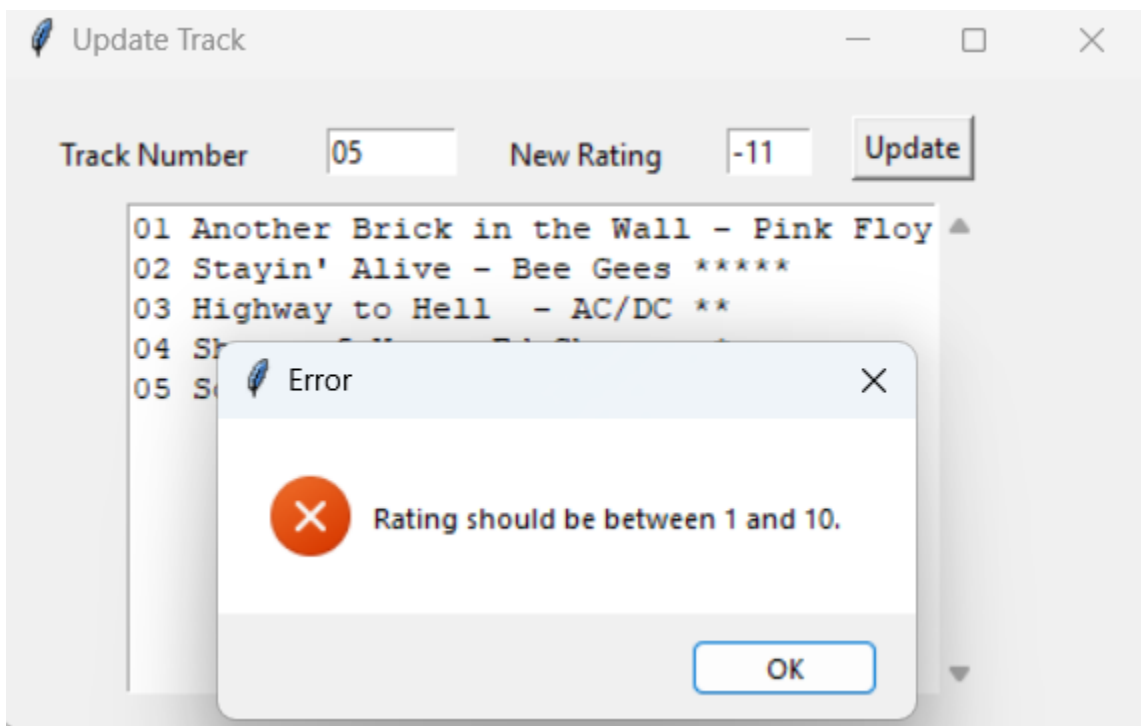 Update Track
Track Number 05 New Rating -11 Update
01 Another Brick in the Wall - Pink Floy
02 Stayin' Alive - Bee Gees *****
03 Highway to Hell  - AC/DC **
04
05
Error
Rating should be between 1 and 10.
OK